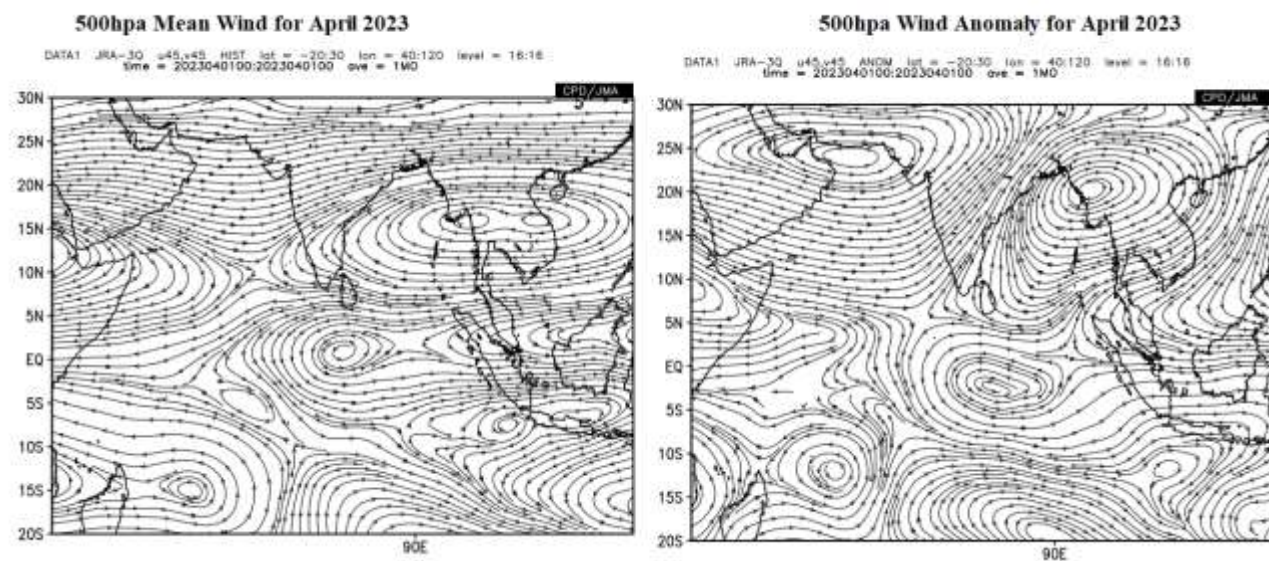 500hpa Mean Wind for April 2023
DATA1 JRA-3Q u45,v45 HIST lat = -20:30 lon = 40:120 level = 16:16
time = 2023040100:2023040100 ave = 1MO
CPD/JMA
30N
25N
20N
15N
10N
5N
EQ
5S
10S
15S
20S
90E
500hpa Wind Anomaly for April 2023
DATA1 JRA-3Q u45,v45 ANOM lat = -20:30 lon = 40:120 level = 16:16
time = 2023040100:2023040100 ave = 1MO
CPD/JMA
30N
25N
20N
15N
10N
5N
EQ
5S
10S
15S
20S
90E